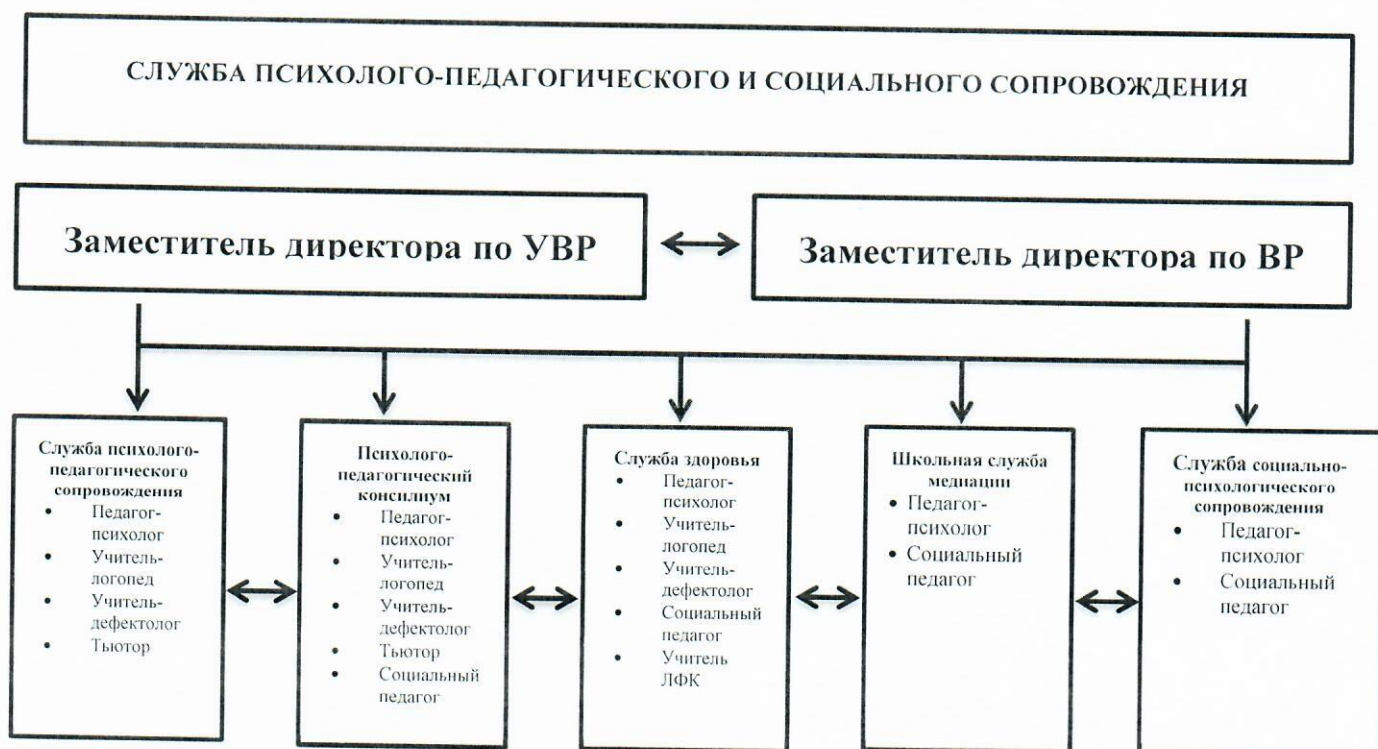 СЛУЖБА ПСИХОЛОГО-ПЕДАГОГИЧЕСКОГО И СОЦИАЛЬНОГО СОПРОВОЖДЕНИЯ
Заместитель директора по УВР
Заместитель директора по ВР
Служба психолого-
педагогического
сопровождения
• Педагог-
психолог
• Учитель-
логопед
• Учитель-
дефектолог
• Тьютор
Психолого-
педагогический
консилиум
• Педагог-
психолог
• Учитель-
логопед
• Учитель-
дефектолог
• Тьютор
• Социальный
педагог
Служба здоровья
• Педагог-
психолог
• Учитель-
логопед
• Учитель-
дефектолог
• Социальный
педагог
• Учитель
ЛФК
Школьная служба
медиации
• Педагог-
психолог
• Социальный
педагог
Служба социально-
психологического
сопровождения
• Педагог-
психолог
• Социальный
педагог